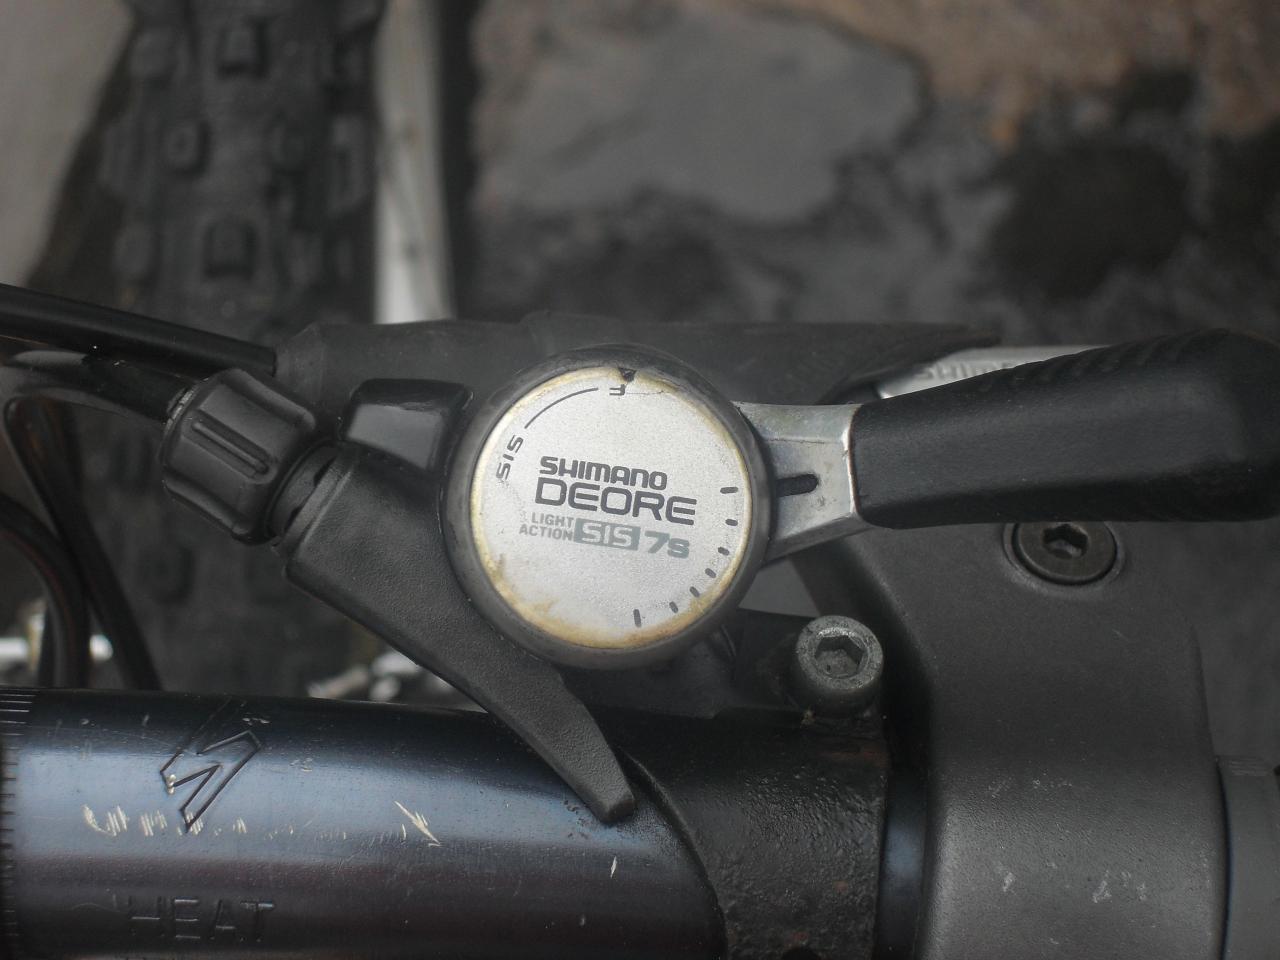 F
SIS
SHIMANO
DEORE
LIGHT
ACTION SIS 7S
HEAT